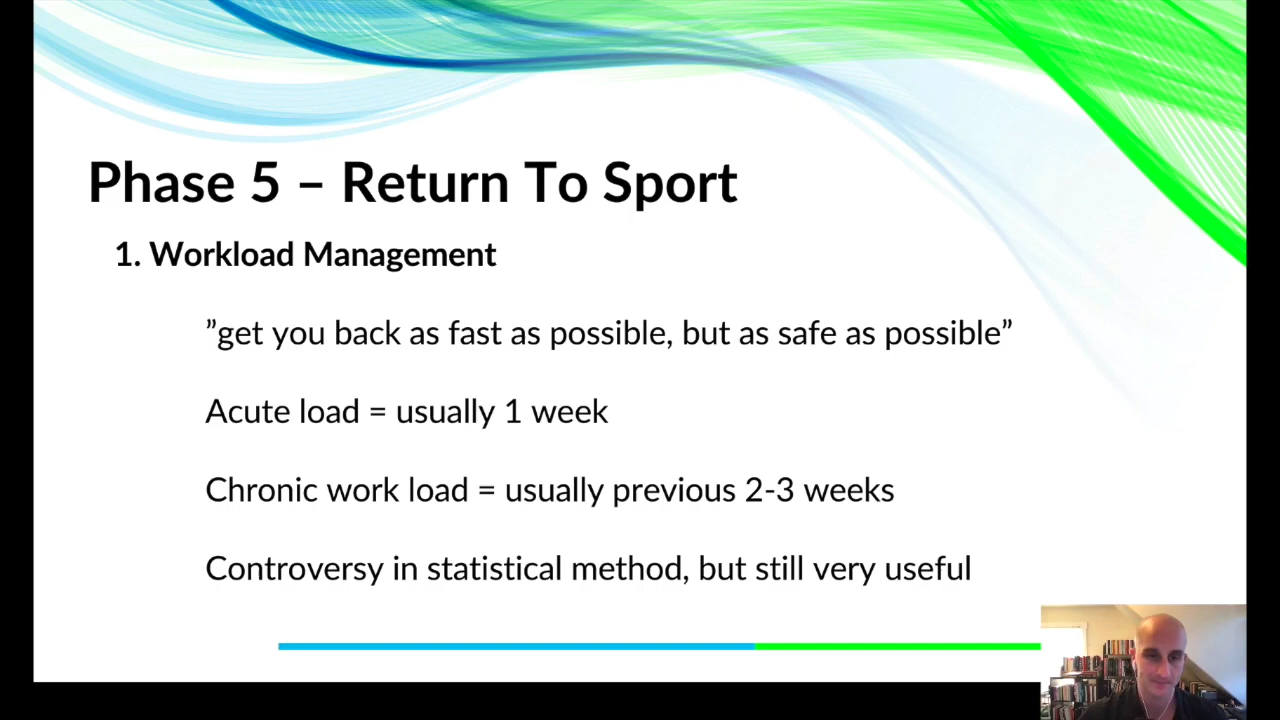 Phase 5 – Return To Sport
1. Workload Management
”get you back as fast as possible, but as safe as possible”
Acute load = usually 1 week
Chronic work load = usually previous 2-3 weeks
Controversy in statistical method, but still very useful